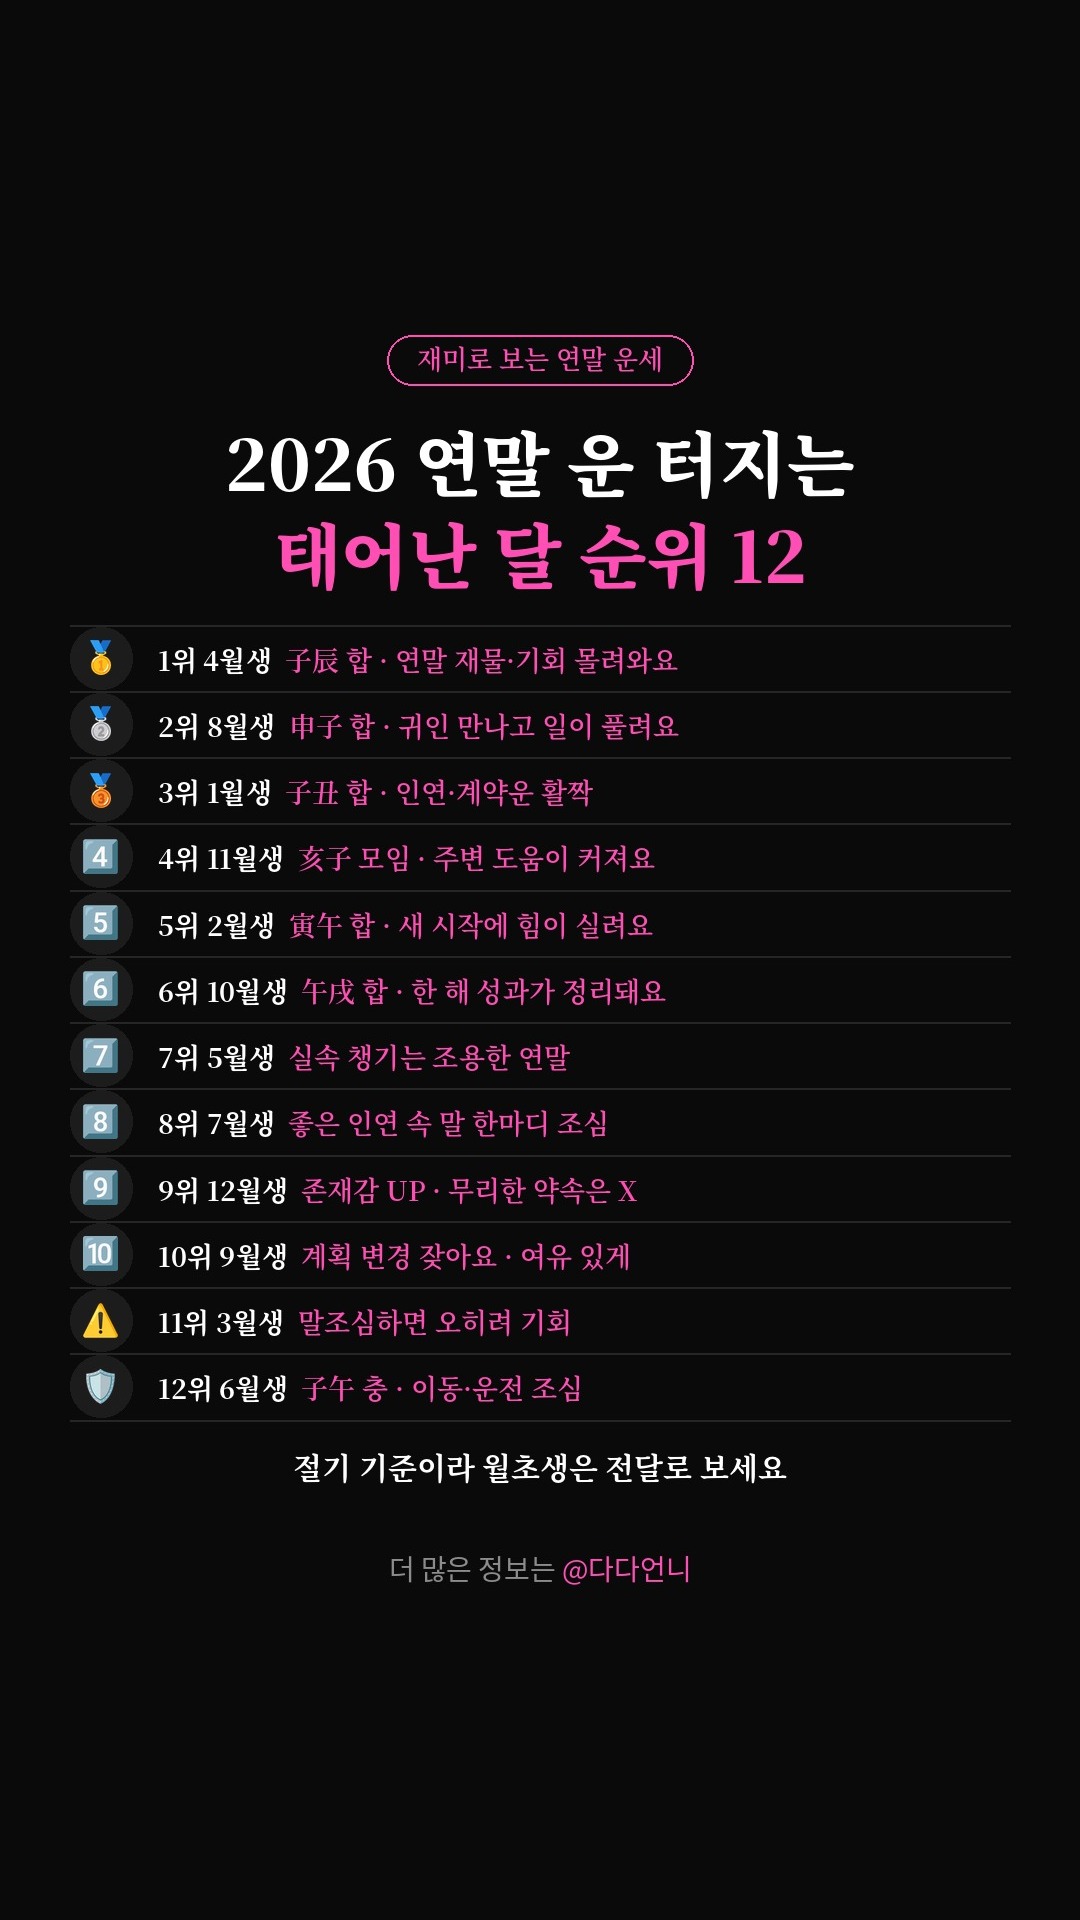 재미로 보는 연말 운세
2026 연말 운 터지는
태어난 달 순위 12
1위 4월생 子辰 합 · 연말 재물·기회 몰려와요
2위 8월생 申子 합 · 귀인 만나고 일이 풀려요
3위 1월생 子丑 합 · 인연·계약운 활짝
4위 11월생 亥子 모임 · 주변 도움이 커져요
5위 2월생 寅午 합 · 새 시작에 힘이 실려요
6위 10월생 午戌 합 · 한 해 성과가 정리돼요
7위 5월생 실속 챙기는 조용한 연말
8위 7월생 좋은 인연 속 말 한마디 조심
9위 12월생 존재감 UP · 무리한 약속은 X
10위 9월생 계획 변경 잦아요 · 여유 있게
11위 3월생 말조심하면 오히려 기회
12위 6월생 子午 충 · 이동·운전 조심
절기 기준이라 월초생은 전달로 보세요
더 많은 정보는 @다다언니